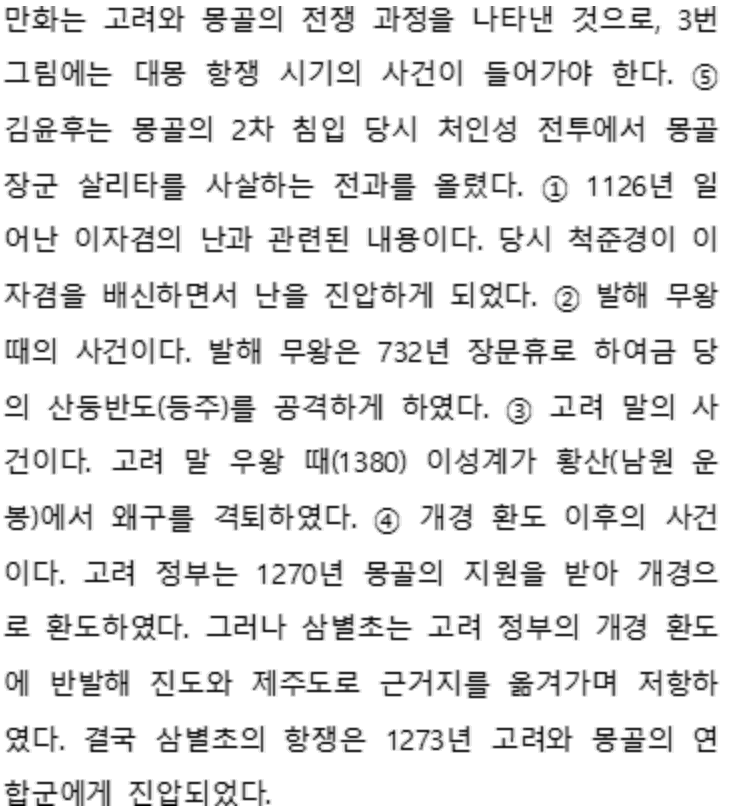 만화는 고려와 몽골의 전쟁 과정을 나타낸 것으로, 3번
그림에는 대몽 항쟁 시기의 사건이 들어가야 한다. ⑤
김윤후는 몽골의 2차 침입 당시 처인성 전투에서 몽골
장군 살리타를 사살하는 전과를 올렸다. ① 1126년 일
어난 이자겸의 난과 관련된 내용이다. 당시 척준경이 이
자겸을 배신하면서 난을 진압하게 되었다. ② 발해 무왕
때의 사건이다. 발해 무왕은 732년 장문휴로 하여금 당
의 산둥반도(등주)를 공격하게 하였다. ③ 고려 말의 사
건이다. 고려 말 우왕 때(1380) 이성계가 황산(남원 운
봉)에서 왜구를 격퇴하였다. ④ 개경 환도 이후의 사건
이다. 고려 정부는 1270년 몽골의 지원을 받아 개경으
로 환도하였다. 그러나 삼별초는 고려 정부의 개경 환도
에 반발해 진도와 제주도로 근거지를 옮겨가며 저항하
였다. 결국 삼별초의 항쟁은 1273년 고려와 몽골의 연
합군에게 진압되었다.